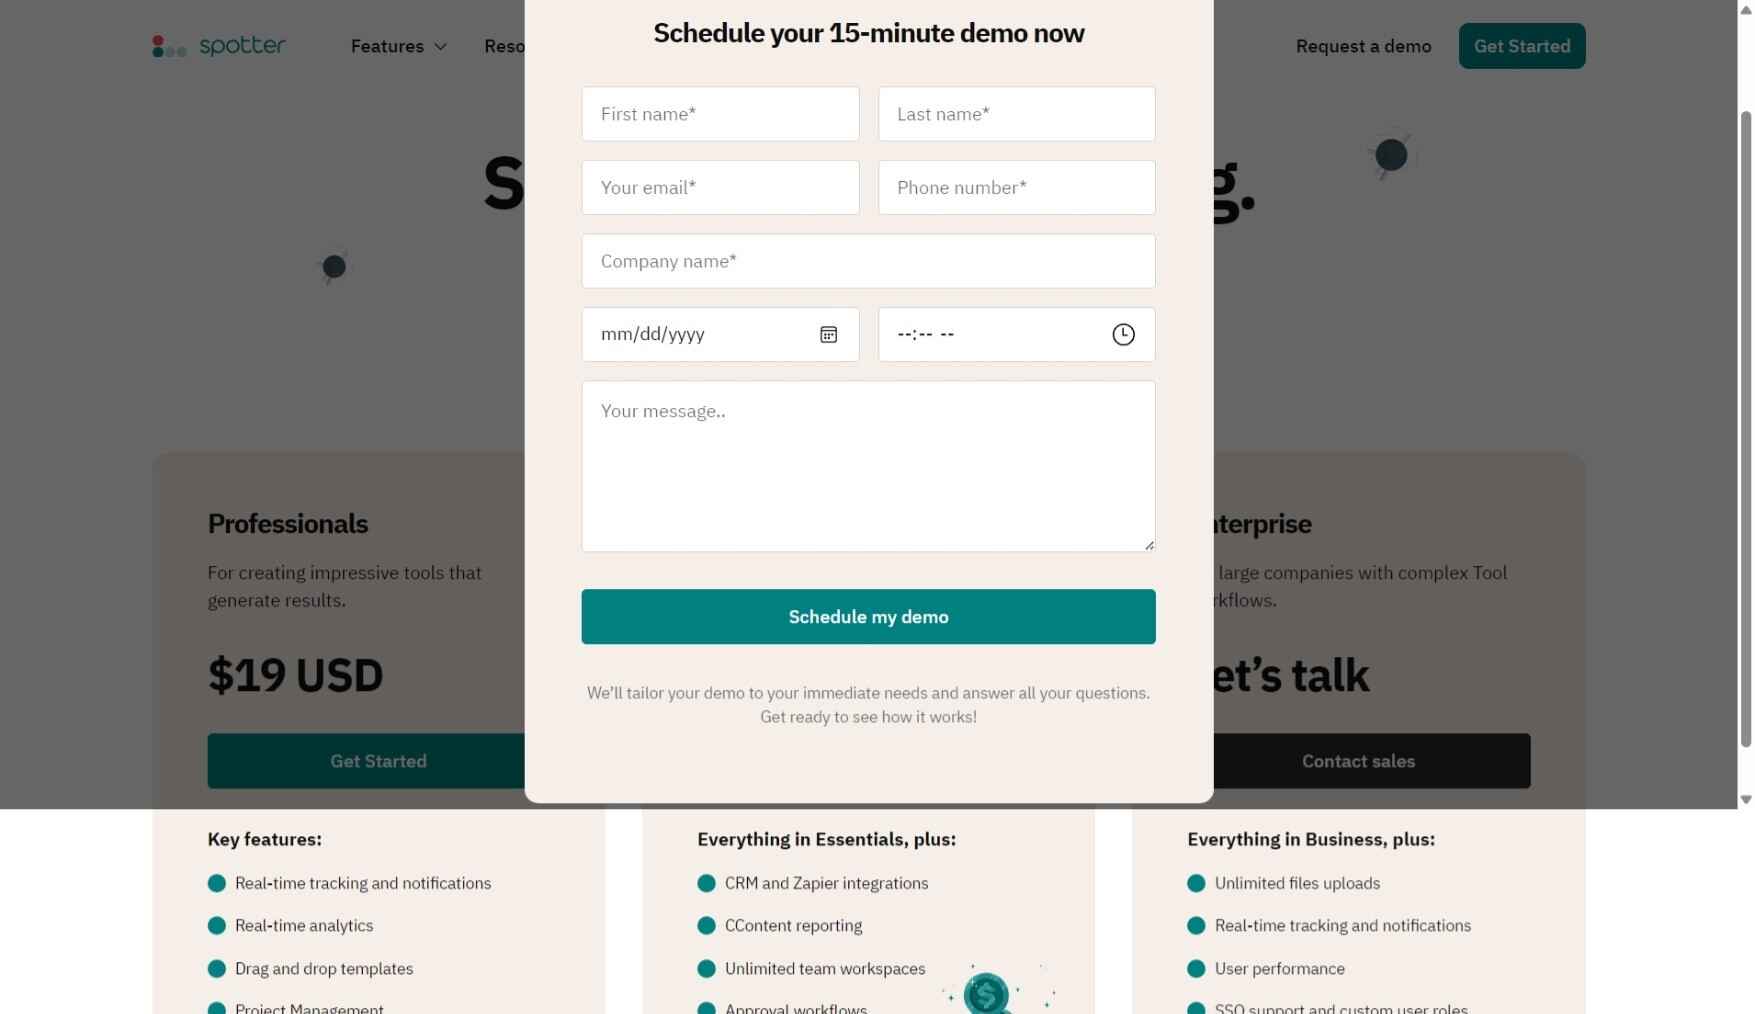 spotter
Features
Reso
Request a demo
Get Started
S
g.
Schedule your 15-minute demo now
First name*
Last name*
Your email*
Phone number*
Company name*
mm/dd/yyyy
--:-- --
Your message..
Schedule my demo
We'll tailor your demo to your immediate needs and answer all your questions.
Get ready to see how it works!
Professionals
For creating impressive tools that
generate results.
$19 USD
Get Started
Key features:
Real-time tracking and notifications
Real-time analytics
Drag and drop templates
Project Management
Everything in Essentials, plus:
CRM and Zapier integrations
CContent reporting
Unlimited team workspaces
Approval workflows
terprise
large companies with complex Tool
rkflows.
et’s talk
Contact sales
Everything in Business, plus:
Unlimited files uploads
Real-time tracking and notifications
User performance
SSO support and custom user roles